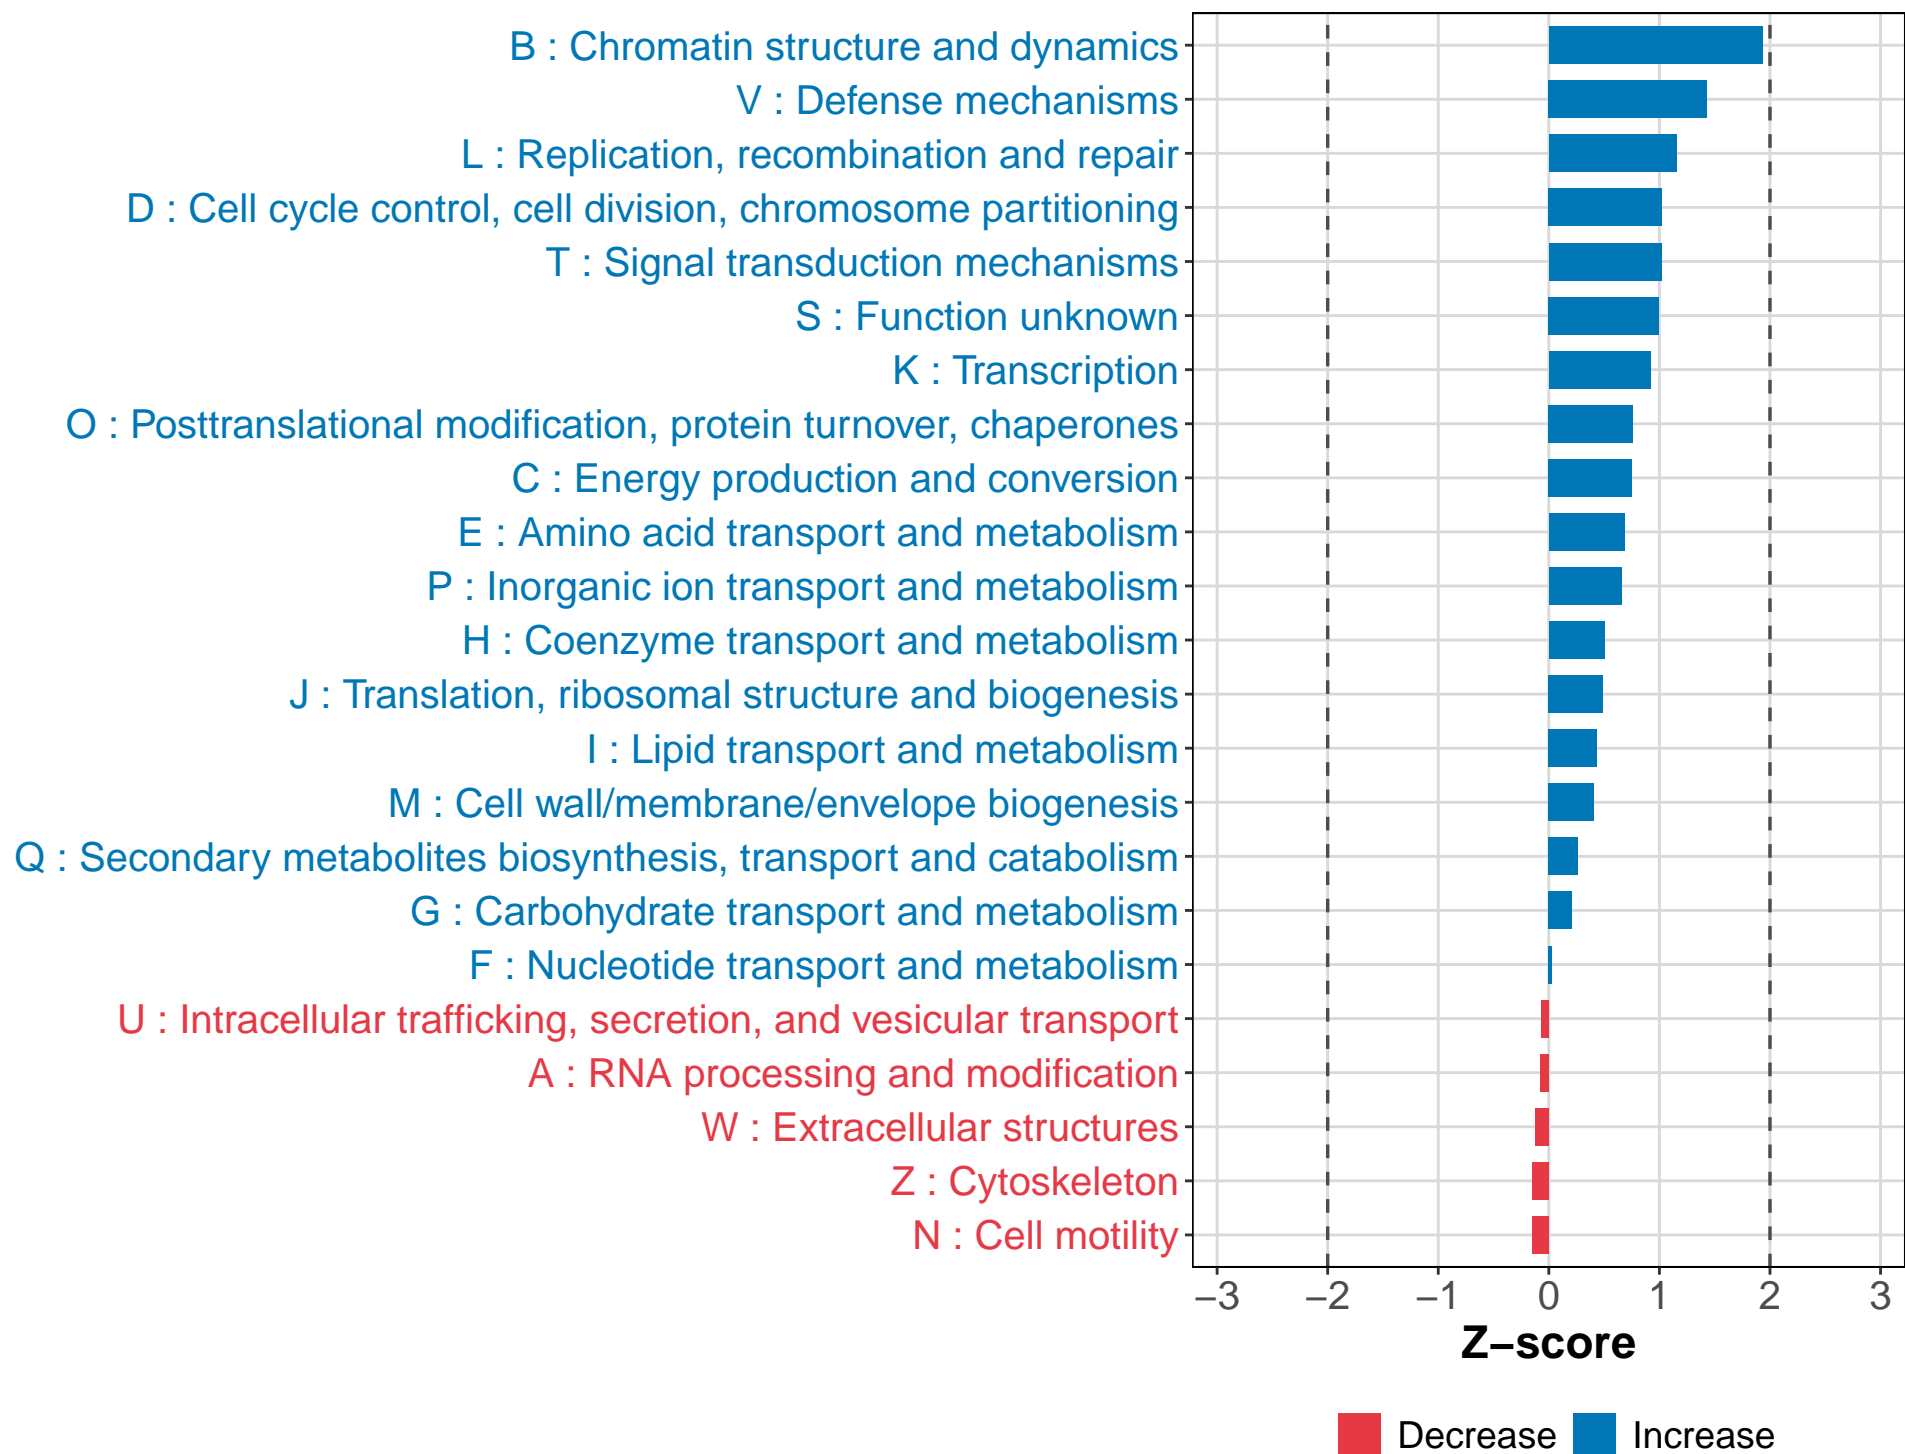 B : Chromatin structure and dynamics
V : Defense mechanisms
L : Replication, recombination and repair
D : Cell cycle control, cell division, chromosome partitioning
T : Signal transduction mechanisms
S : Function unknown
K : Transcription
O : Posttranslational modification, protein turnover, chaperones
C : Energy production and conversion
E : Amino acid transport and metabolism
P : Inorganic ion transport and metabolism
H : Coenzyme transport and metabolism
J : Translation, ribosomal structure and biogenesis
I : Lipid transport and metabolism
M : Cell wall/membrane/envelope biogenesis
Q : Secondary metabolites biosynthesis, transport and catabolism
G : Carbohydrate transport and metabolism
F : Nucleotide transport and metabolism
U : Intracellular trafficking, secretion, and vesicular transport
A : RNA processing and modification
W : Extracellular structures
Z : Cytoskeleton
N : Cell motility
−3 −2 −1 0 1 2 3
Z−score
Decrease Increase